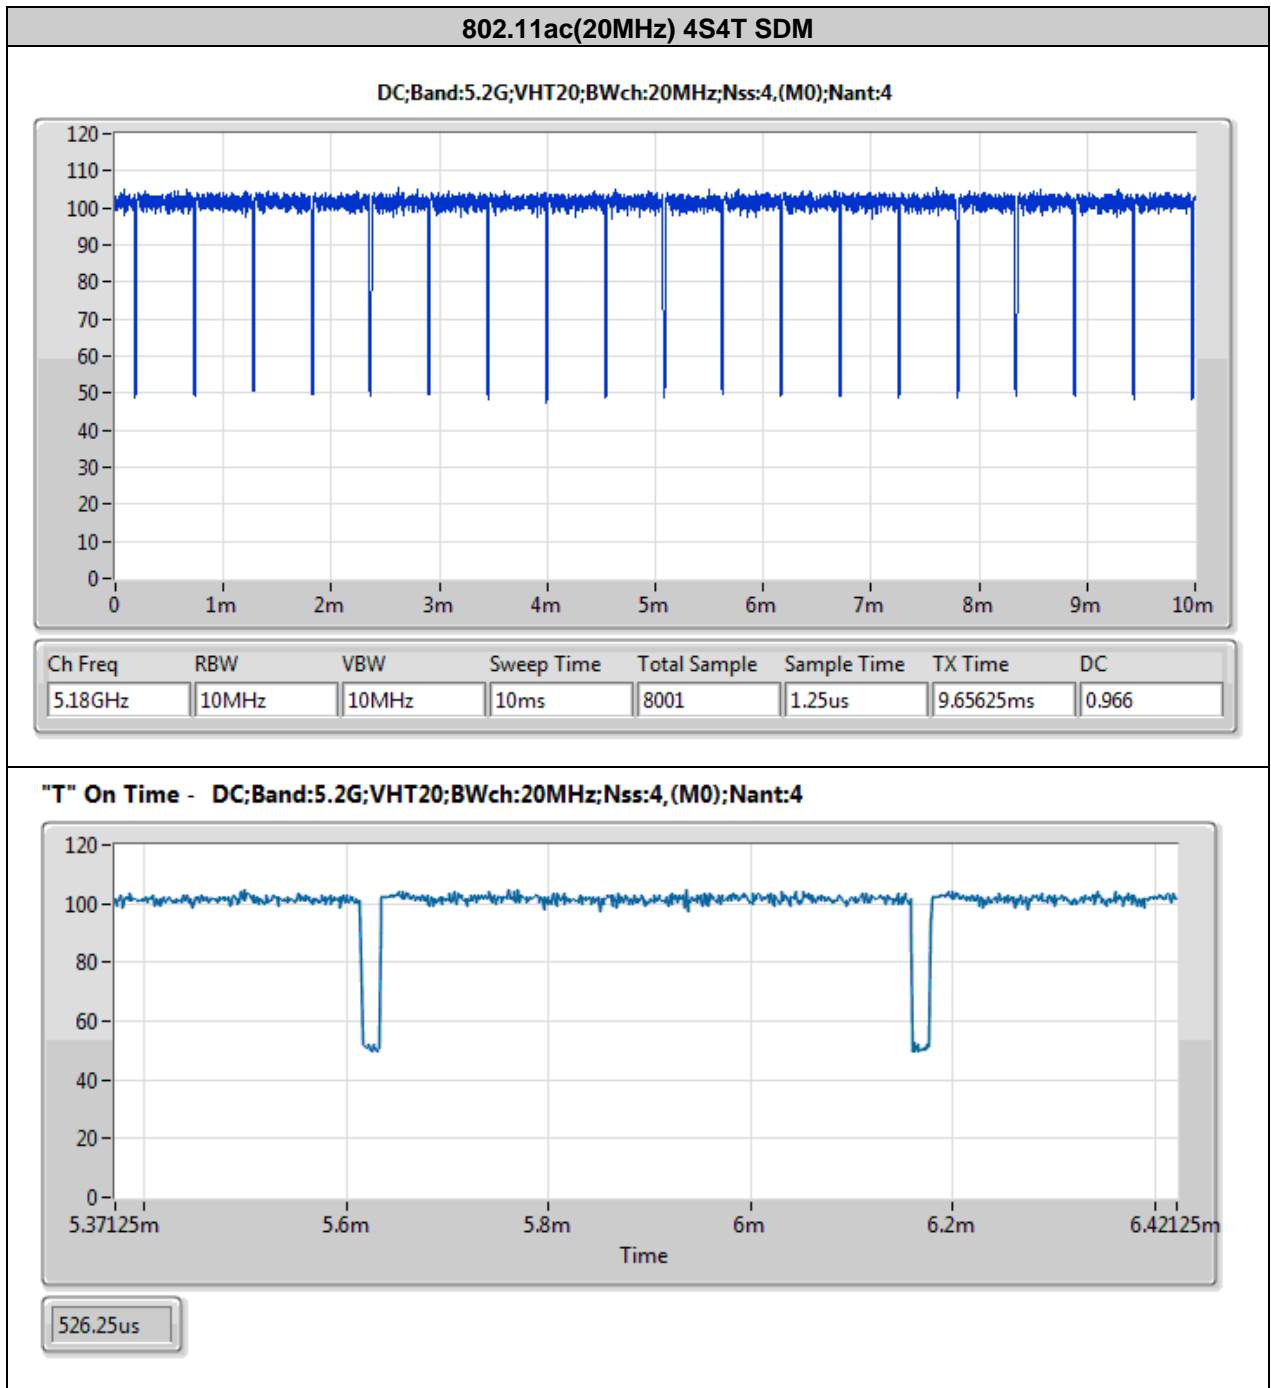 802.11ac(20MHz) 4S4T SDM
DC;Band:5.2G;VHT20;BWch:20MHz;Nss:4,(M0);Nant:4
120
110
100
90
80
70
60
50
40
30
20
10
0
0 1m 2m 3m 4m 5m 6m 7m 8m 9m 10m
Ch Freq RBW VBW Sweep Time Total Sample Sample Time TX Time DC
5.18GHz 10MHz 10MHz 10ms 8001 1.25us 9.65625ms 0.966
"T" On Time - DC;Band:5.2G;VHT20;BWch:20MHz;Nss:4,(M0);Nant:4
120
100
80
60
40
20
0
5.37125m 5.6m 5.8m 6m 6.2m 6.42125m
Time
526.25us